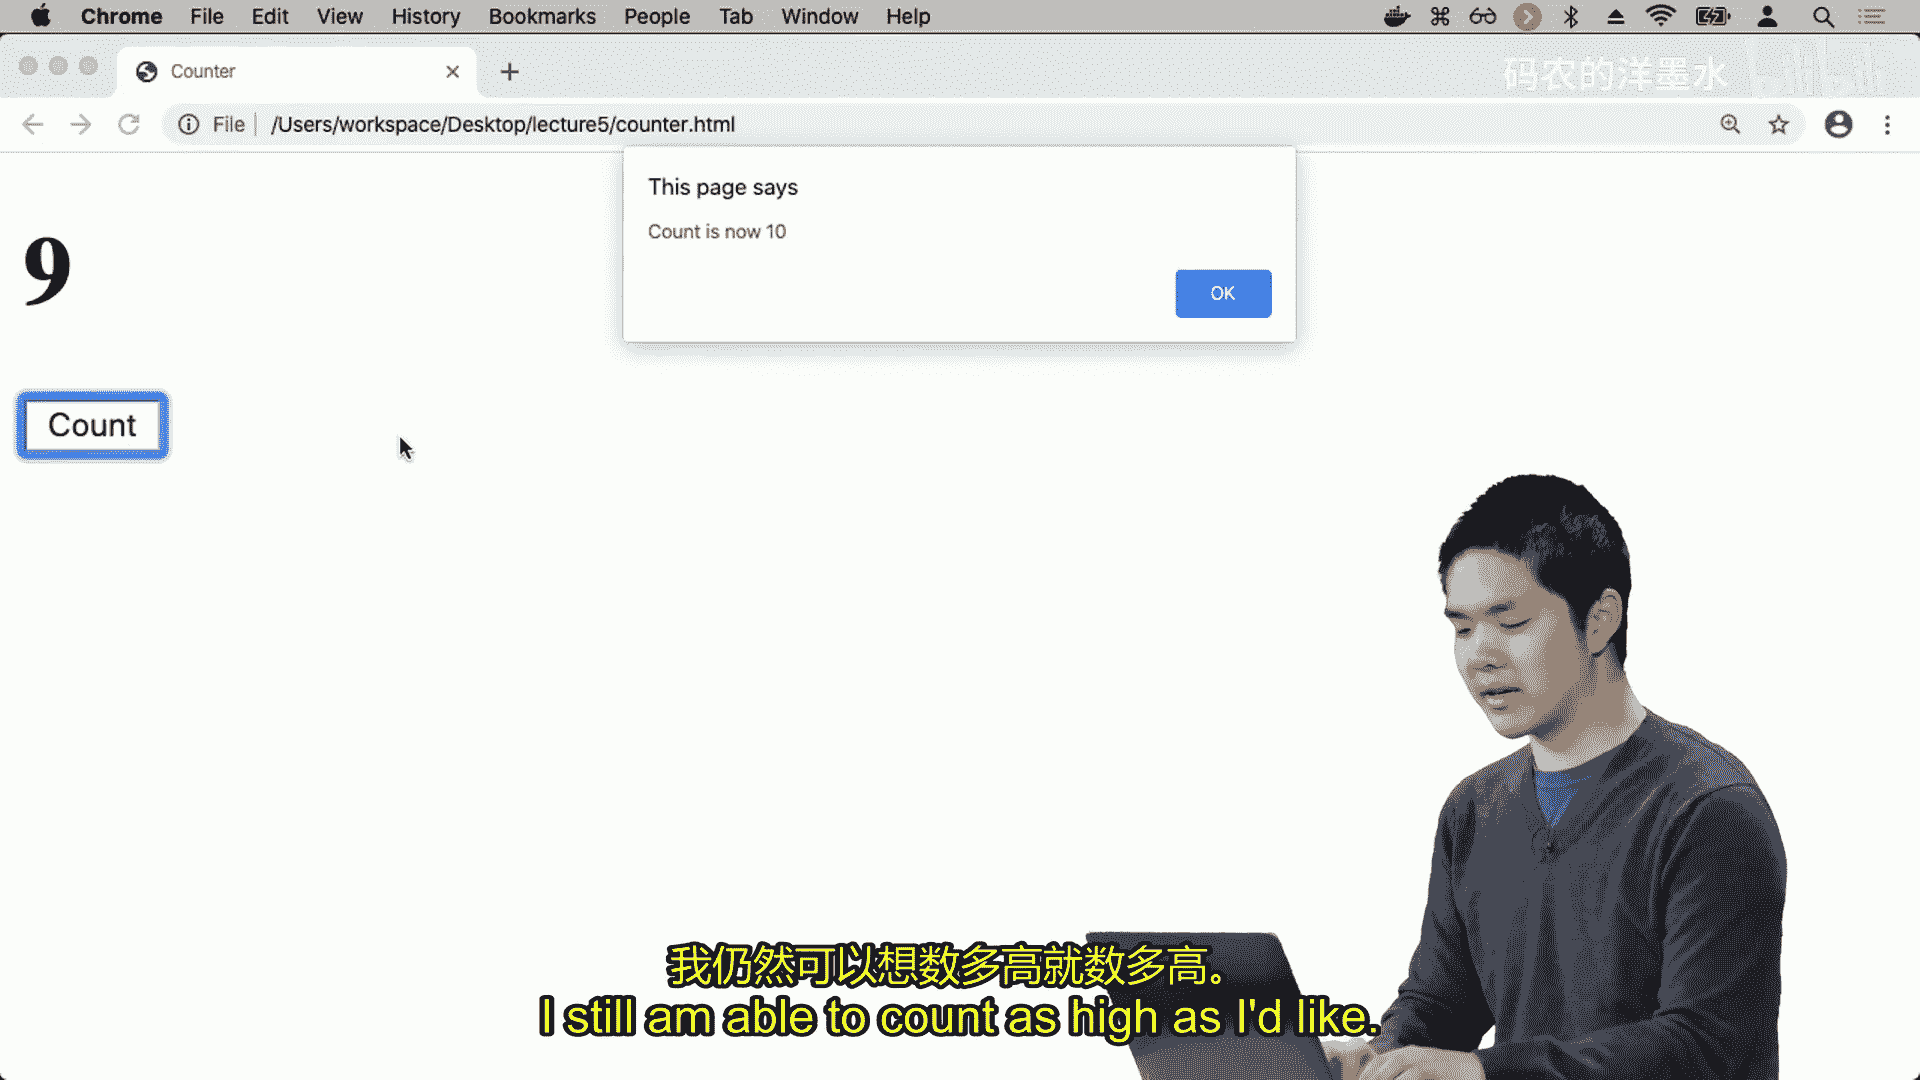 Chrome File Edit View History Bookmarks People Tab Window Help
Counter
码农的洋墨水 bilibili
File /Users/workspace/Desktop/lecture5/counter.html
This page says
Count is now 10
OK
9
Count
我仍然可以想数多高就数多高。
I still am able to count as high as I'd like.